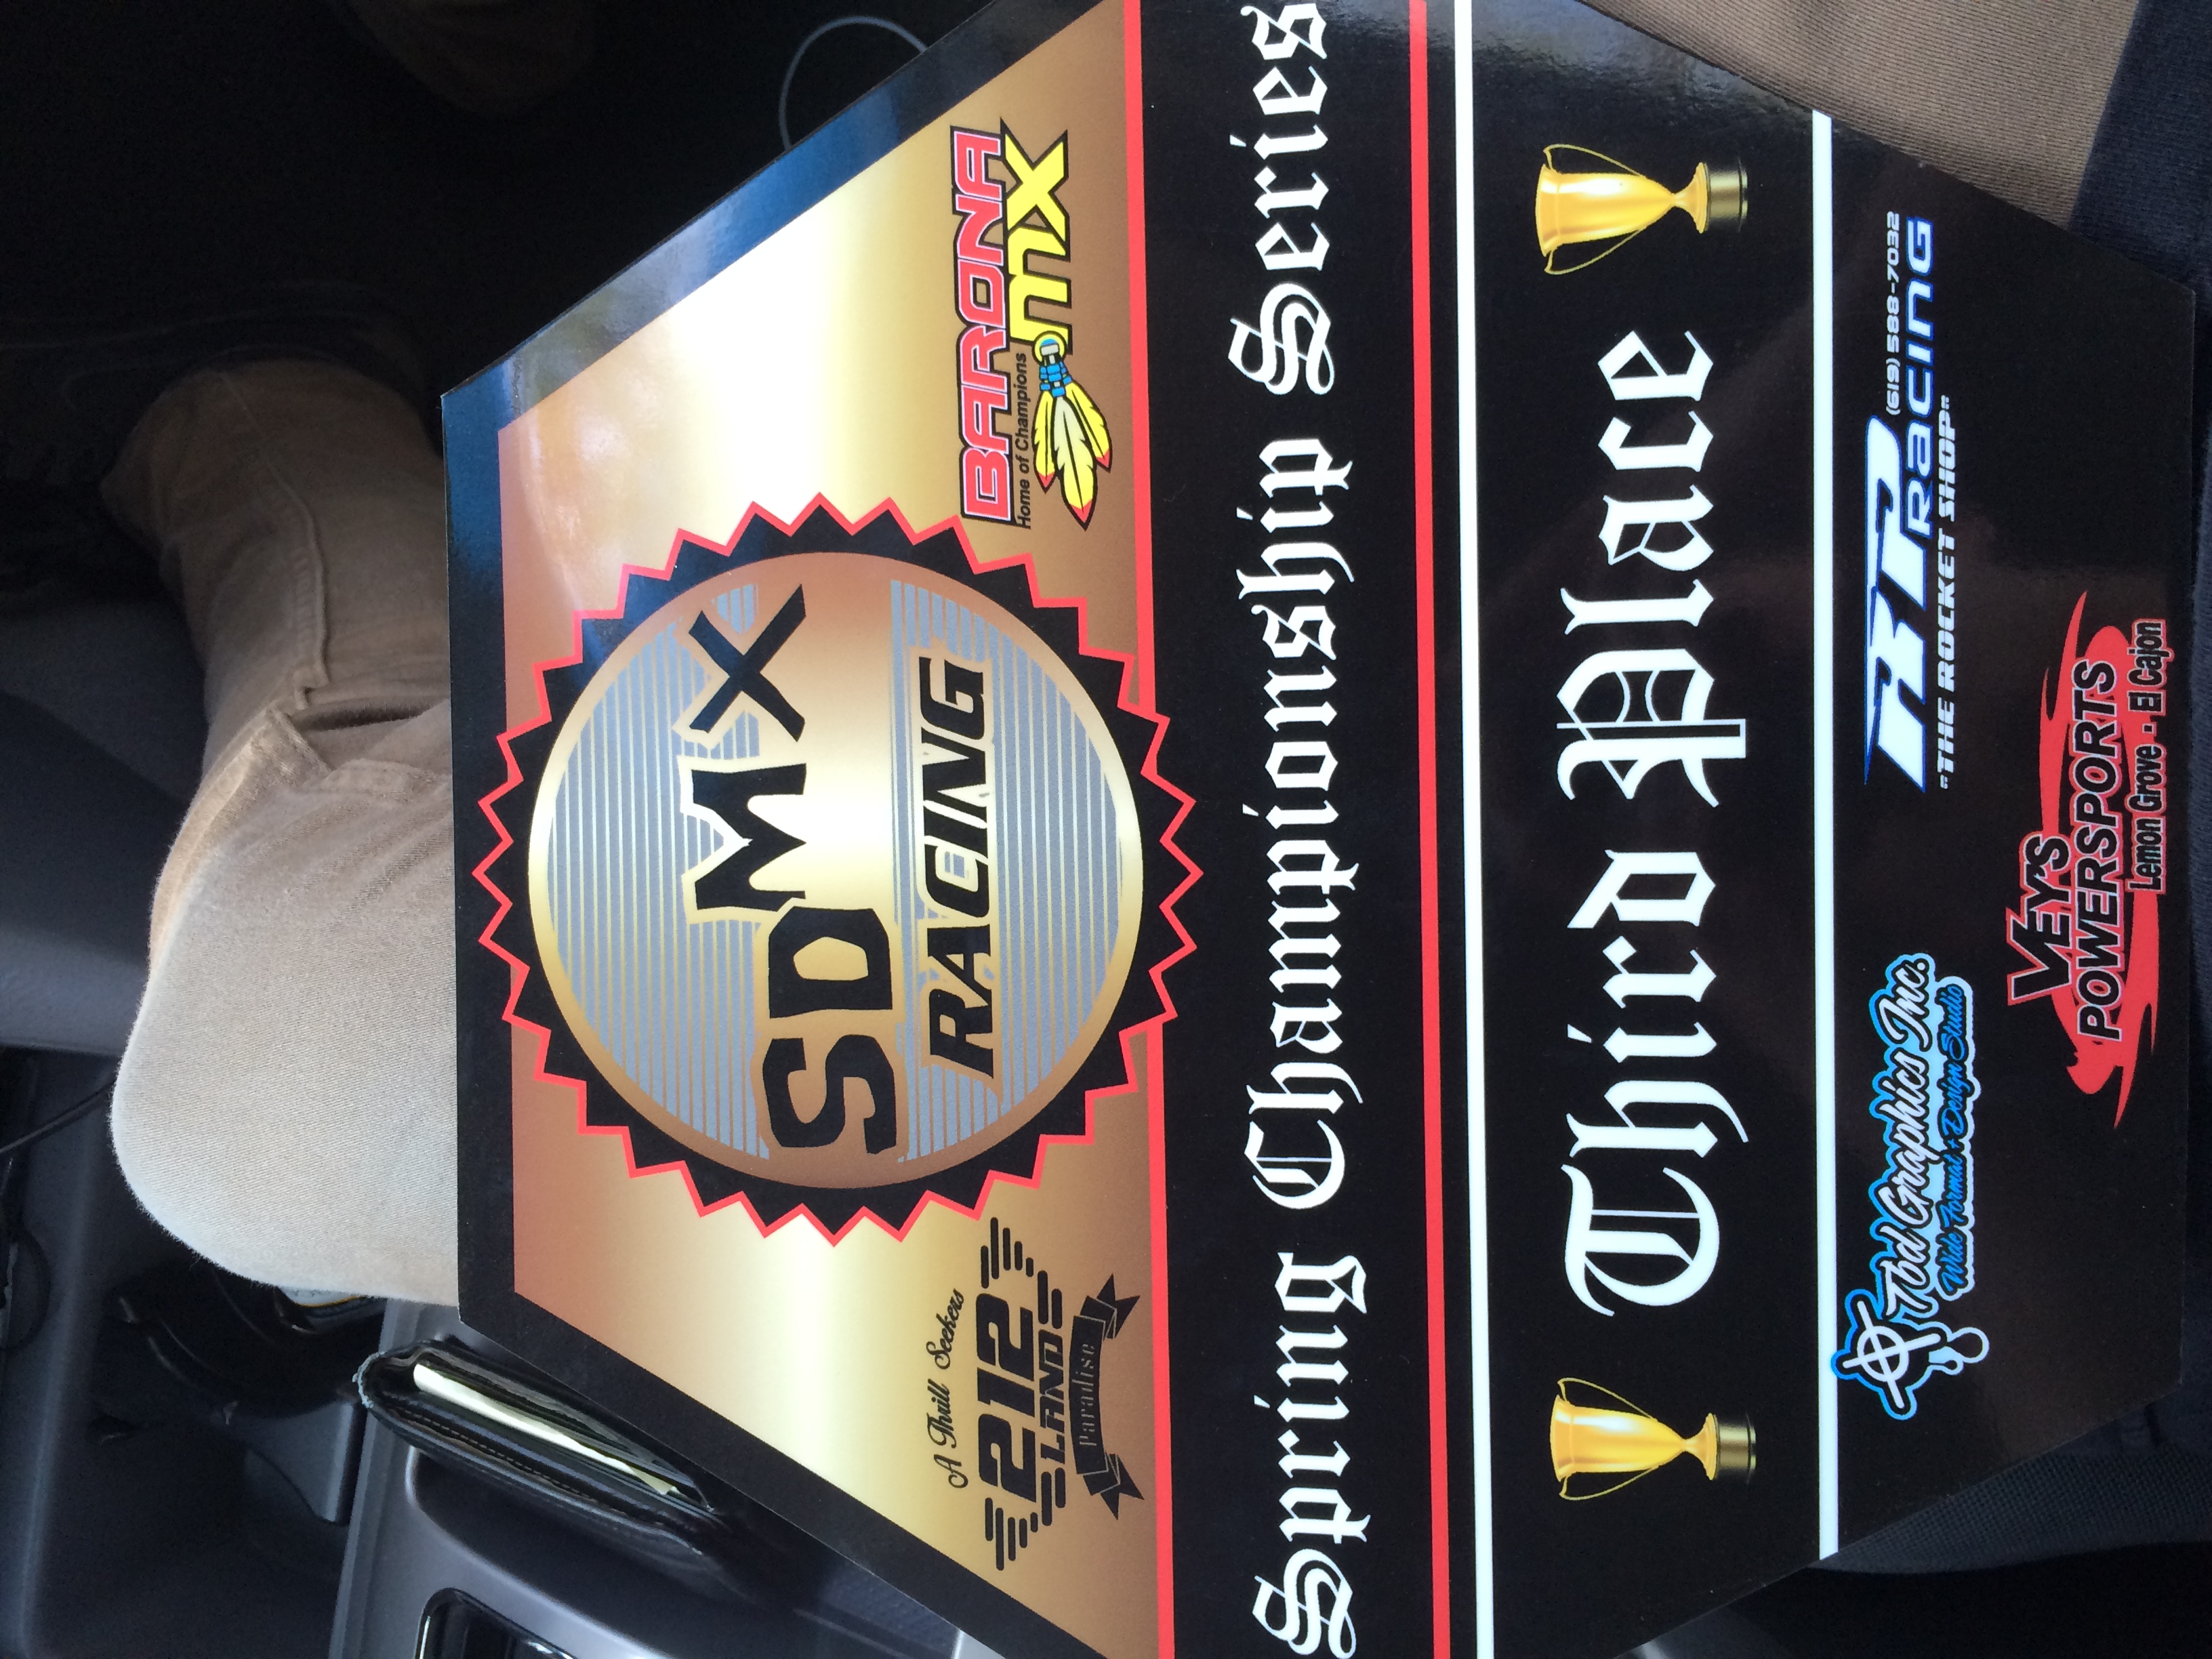 SDMX
RACING
A Thrill Seekers
212
LAND
Paradise
BARONA
Home of Champions
MX
Spring Championship Series
Third Place
Tod Graphics Inc.
Wide Format + Design Studio
RP RACING
(619) 588-7032
"THE ROCKET SHOP"
VEY'S
POWERSPORTS
Lemon Grove - El Cajon